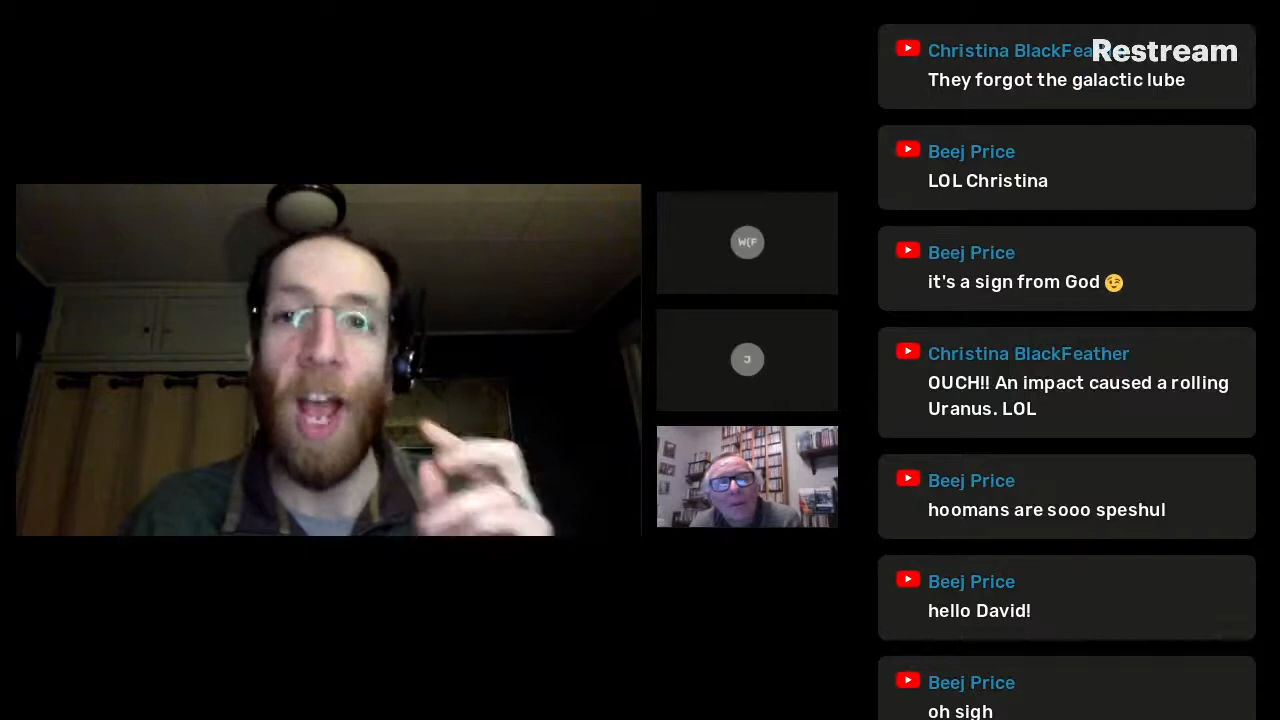 Christina BlackFea
Restream
They forgot the galactic lube
Beej Price
LOL Christina
Beej Price
it's a sign from God 😉
Christina BlackFeather
OUCH!! An impact caused a rolling
Uranus. LOL
Beej Price
hoomans are sooo speshul
Beej Price
hello David!
Beej Price
oh sigh
W(F
J